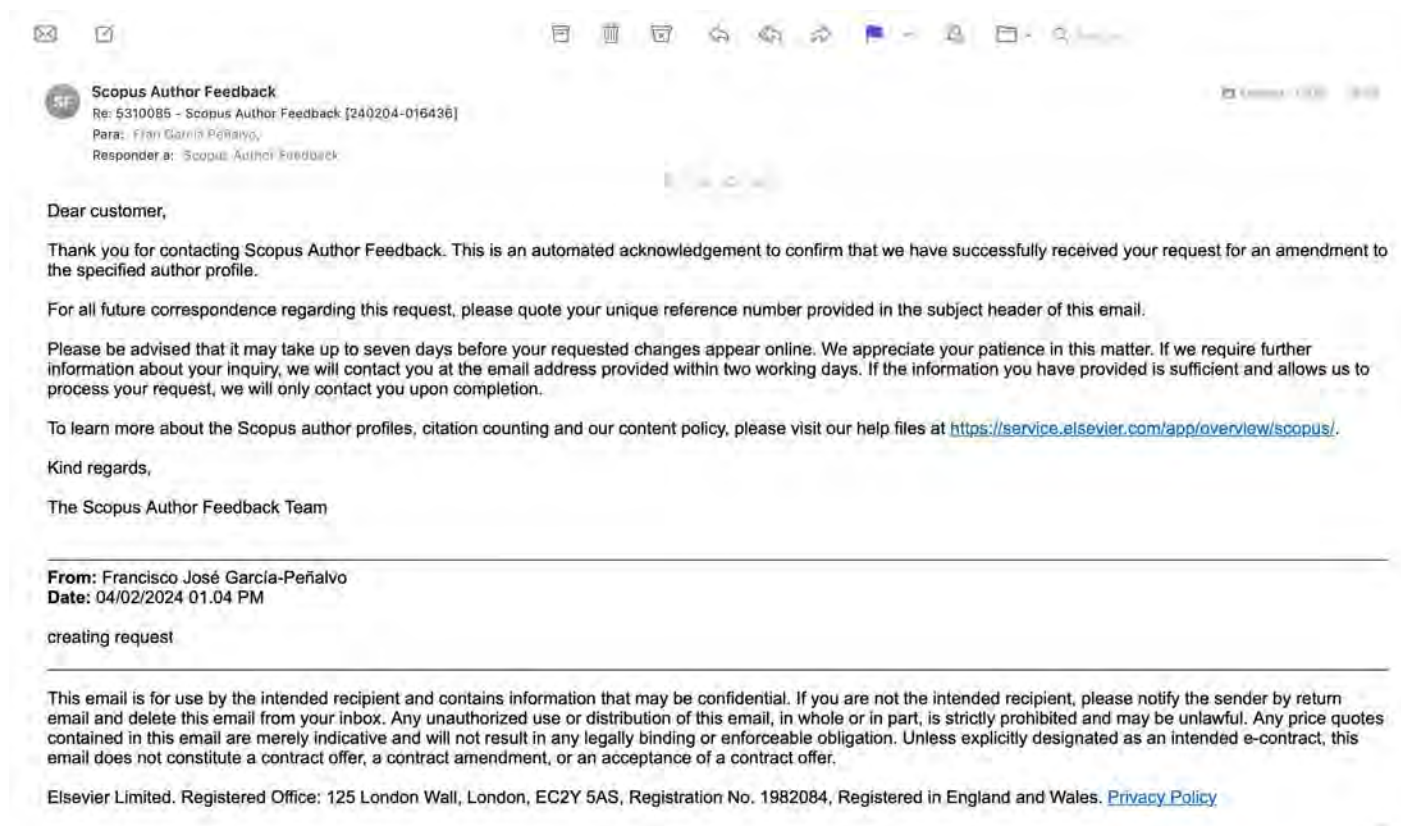 SF
Scopus Author Feedback
Re: 5310085 - Scopus Author Feedback [240204-016436]
Para: Fran García Peñalvo,
Responder a: Scopus Author Feedback
Dear customer,
Thank you for contacting Scopus Author Feedback. This is an automated acknowledgement to confirm that we have successfully received your request for an amendment to
the specified author profile.
For all future correspondence regarding this request, please quote your unique reference number provided in the subject header of this email.
Please be advised that it may take up to seven days before your requested changes appear online. We appreciate your patience in this matter. If we require further
information about your inquiry, we will contact you at the email address provided within two working days. If the information you have provided is sufficient and allows us to
process your request, we will only contact you upon completion.
To learn more about the Scopus author profiles, citation counting and our content policy, please visit our help files at https://service.elsevier.com/app/overview/scopus/.
Kind regards,
The Scopus Author Feedback Team
From: Francisco José García-Peñalvo
Date: 04/02/2024 01.04 PM
creating request
This email is for use by the intended recipient and contains information that may be confidential. If you are not the intended recipient, please notify the sender by return
email and delete this email from your inbox. Any unauthorized use or distribution of this email, in whole or in part, is strictly prohibited and may be unlawful. Any price quotes
contained in this email are merely indicative and will not result in any legally binding or enforceable obligation. Unless explicitly designated as an intended e-contract, this
email does not constitute a contract offer, a contract amendment, or an acceptance of a contract offer.
Elsevier Limited. Registered Office: 125 London Wall, London, EC2Y 5AS, Registration No. 1982084, Registered in England and Wales. Privacy Policy